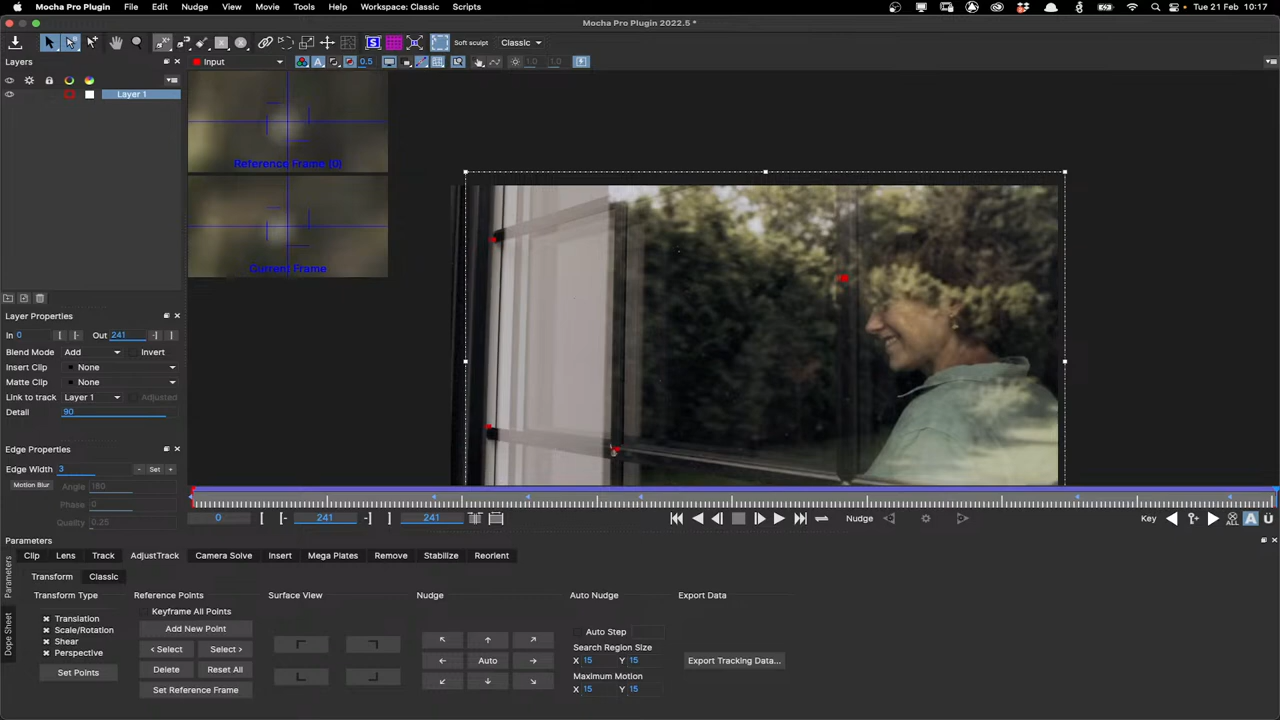 Mocha Pro Plugin File Edit Nudge View Movie Tools Help Workspace: Classic Scripts Tue 21 Feb 10:17
Mocha Pro Plugin 2022.5 *
S Soft sculpt Classic
Layers Input A 0.5 1.0 1.0
Layer 1
Reference Frame (0)
Current Frame
Layer Properties
In 0 Out 241
Blend Mode Add Invert
Insert Clip None
Matte Clip None
Link to track Layer 1 Adjusted
Detail 90
Edge Properties
Edge Width 3 - Set +
Motion Blur Angle 180
Phase 0
Quality 0.25
0 241 241 Nudge Key ALL A Ü
Parameters
Clip Lens Track AdjustTrack Camera Solve Insert Mega Plates Remove Stabilize Reorient
Parameters
Dope Sheet
Transform Classic
Transform Type Reference Points Surface View Nudge Auto Nudge Export Data
Translation
Scale/Rotation
Shear
Perspective
Set Points
Keyframe All Points
Add New Point
< Select Select >
Delete Reset All
Set Reference Frame
Auto
Auto Step
Search Region Size
X 15 Y 15
Maximum Motion
X 15 Y 15
Export Tracking Data...